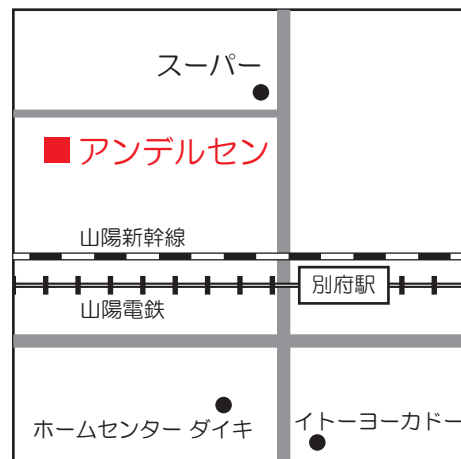 スーパー
アンデルセン
山陽新幹線
別府駅
山陽電鉄
ホームセンター ダイキ
イトーヨーカドー